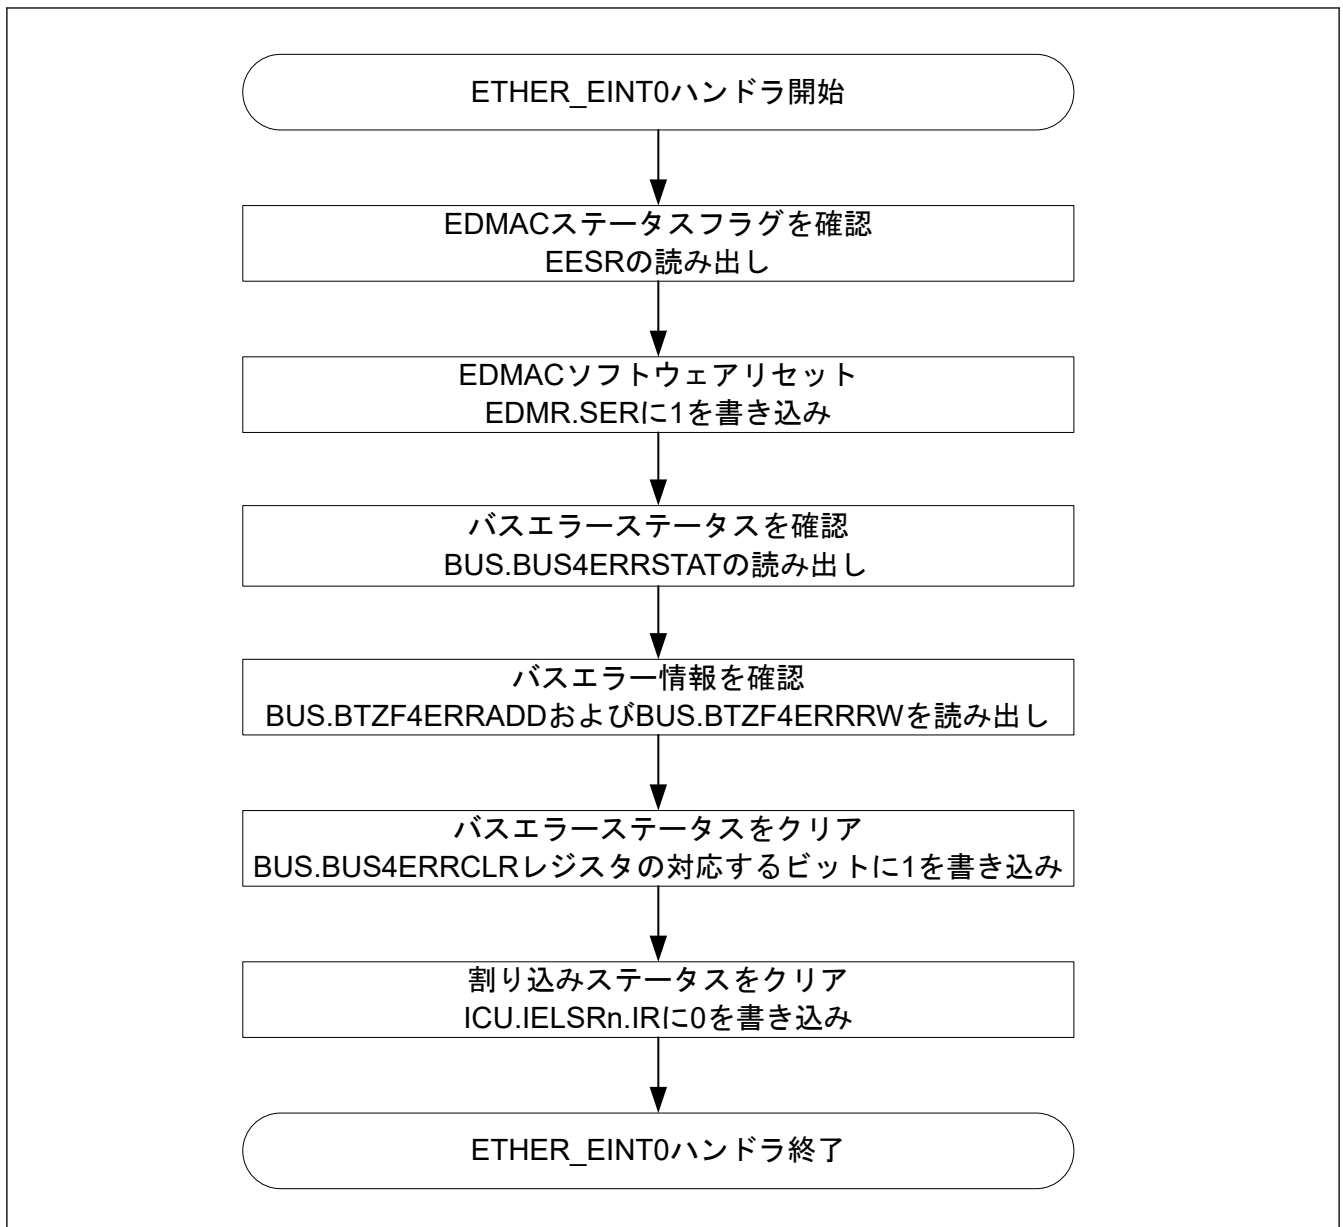 ETHER_EINT0ハンドラ開始
EDMACステータスフラグを確認
EESRの読み出し
EDMACソフトウェアリセット
EDMR.SERに1を書き込み
バスエラーステータスを確認
BUS.BUS4ERRSTATの読み出し
バスエラー情報を確認
BUS.BTZF4ERRADDおよびBUS.BTZF4ERRRWを読み出し
バスエラーステータスをクリア
BUS.BUS4ERRCLRレジスタの対応するビットに1を書き込み
割り込みステータスをクリア
ICU.IELSRn.IRに0を書き込み
ETHER_EINT0ハンドラ終了